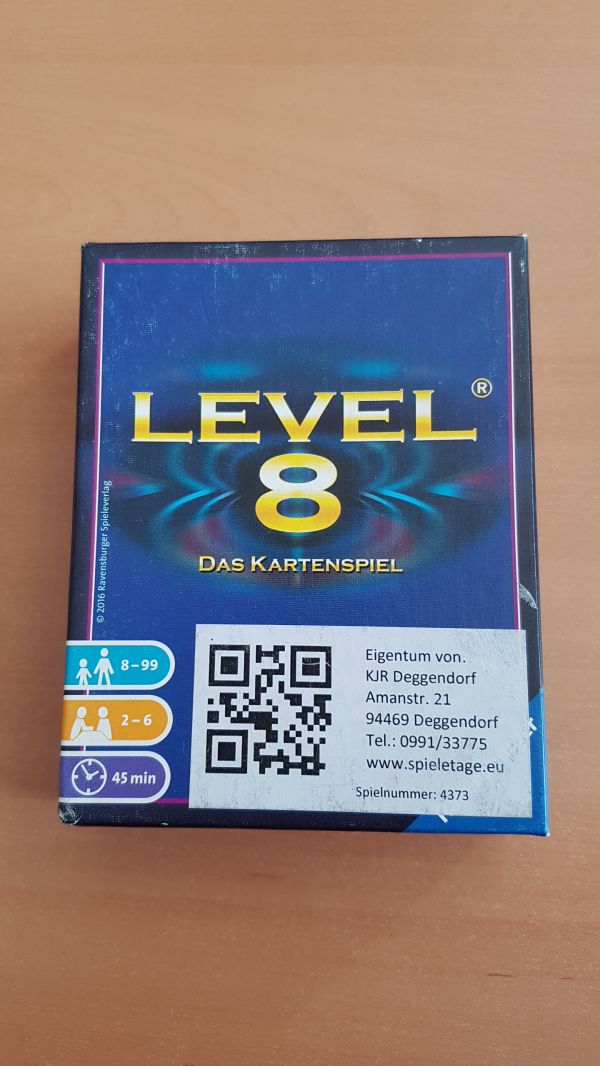 LEVEL®
8
DAS KARTENSPIEL
© 2016 Ravensburger Spieleverlag
8–99
2–6
45 min
Eigentum von.
KJR Deggendorf
Amanstr. 21
94469 Deggendorf
Tel.: 0991/33775
www.spieletage.eu
Spielnummer: 4373